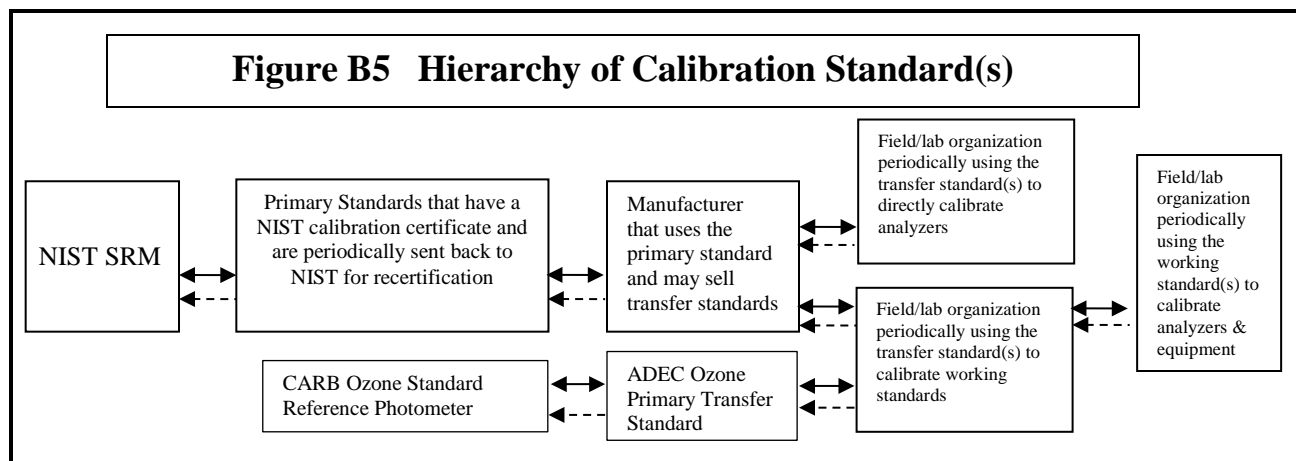 Figure B5 Hierarchy of Calibration Standard(s)
NIST SRM
Primary Standards that have a
NIST calibration certificate and
are periodically sent back to
NIST for recertification
Manufacturer
that uses the
primary standard
and may sell
transfer standards
Field/lab organization
periodically using the
transfer standard(s) to
directly calibrate
analyzers
Field/lab organization
periodically using the
transfer standard(s) to
calibrate working
standards
Field/lab
organization
periodically
using the
working
standard(s) to
calibrate
analyzers &
equipment
CARB Ozone Standard
Reference Photometer
ADEC Ozone
Primary Transfer
Standard